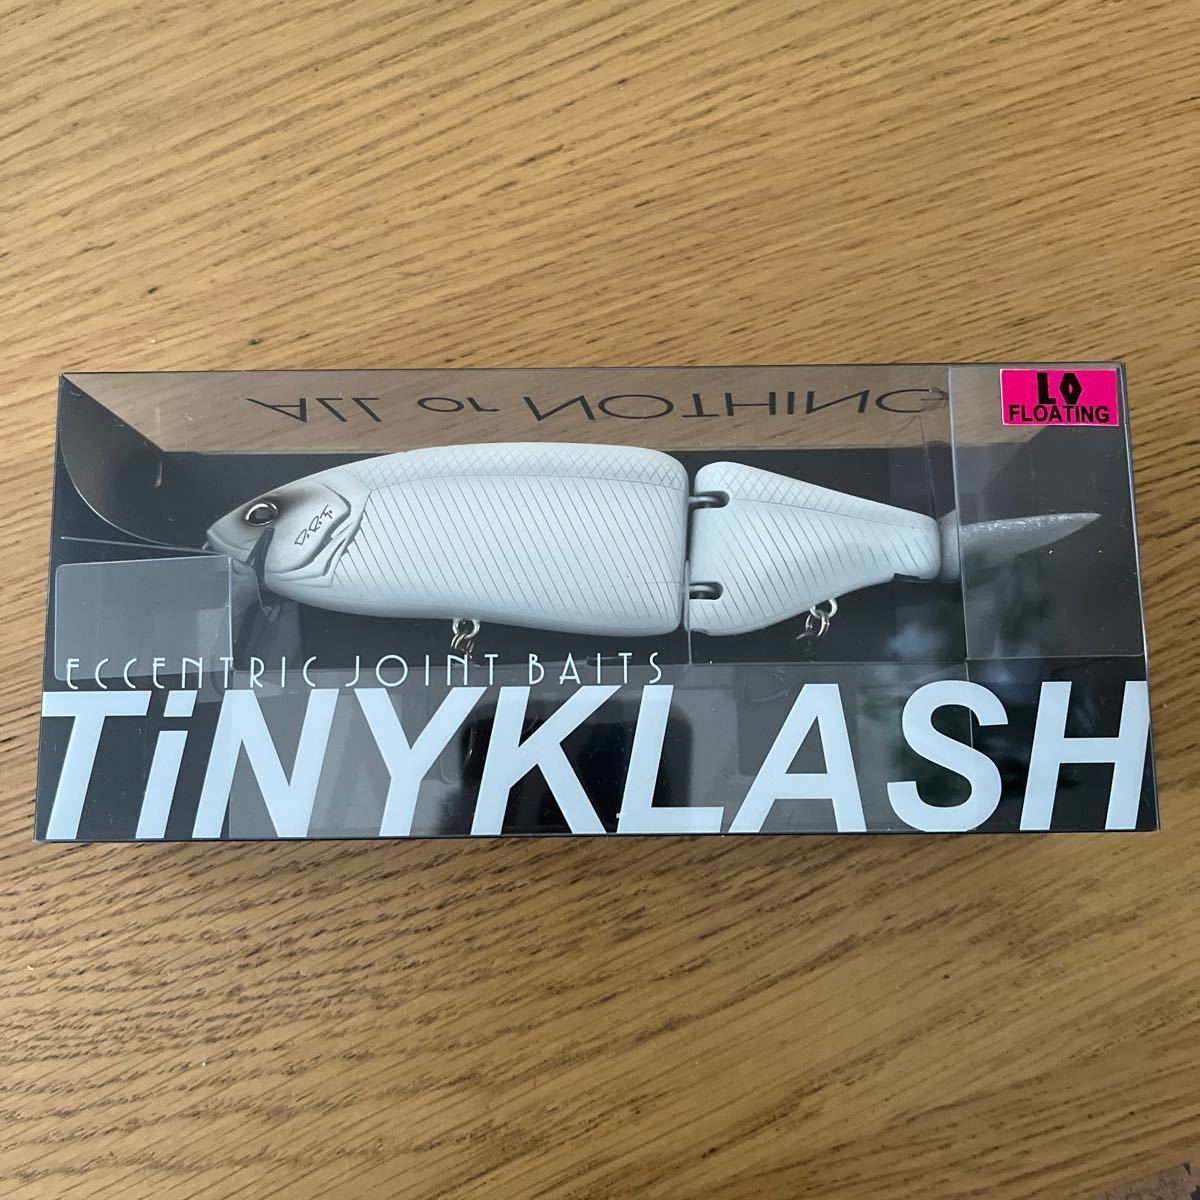 ALL or NOTHING
LO
FLOATING
D.R.T.
ECCENTRIC JOINT BAITS
TiNYKLASH